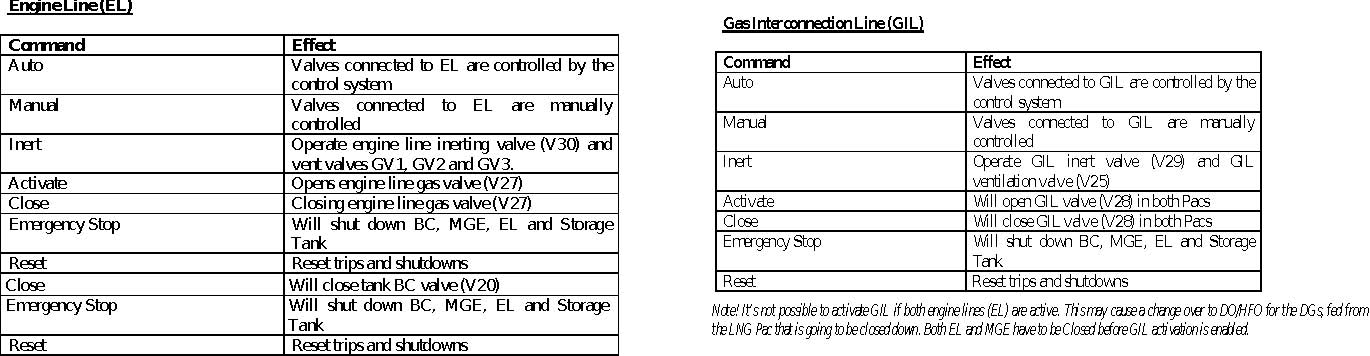 Engine Line (EL)
Command Effect
Auto Valves connected to EL are controlled by the
control system
Manual Valves connected to EL are manually
controlled
Inert Operate engine line inerting valve (V30) and
vent valves GV1, GV2 and GV3.
Activate Opens engine line gas valve (V27)
Close Closing engine line gas valve (V27)
Emergency Stop Will shut down BC, MGE, EL and Storage
Tank
Reset Reset trips and shutdowns
Close Will close tank BC valve (V20)
Emergency Stop Will shut down BC, MGE, EL and Storage
Tank
Reset Reset trips and shutdowns
Gas Interconnection Line (GIL)
Command Effect
Auto Valves connected to GIL are controlled by the
control system
Manual Valves connected to GIL are manually
controlled
Inert Operate GIL inert valve (V29) and GIL
ventilation valve (V25)
Activate Will open GIL valve (V28) in both Pacs
Close Will close GIL valve (V28) in both Pacs
Emergency Stop Will shut down BC, MGE, EL and Storage
Tank
Reset Reset trips and shutdowns
Note! It's not possible to activate GIL if both engine lines (EL) are active. This may cause a change over to DO/HFO for the DGs, fed from
the LNG Pac that is going to be closed down. Both EL and MGE have to be Closed before GIL activation is enabled.